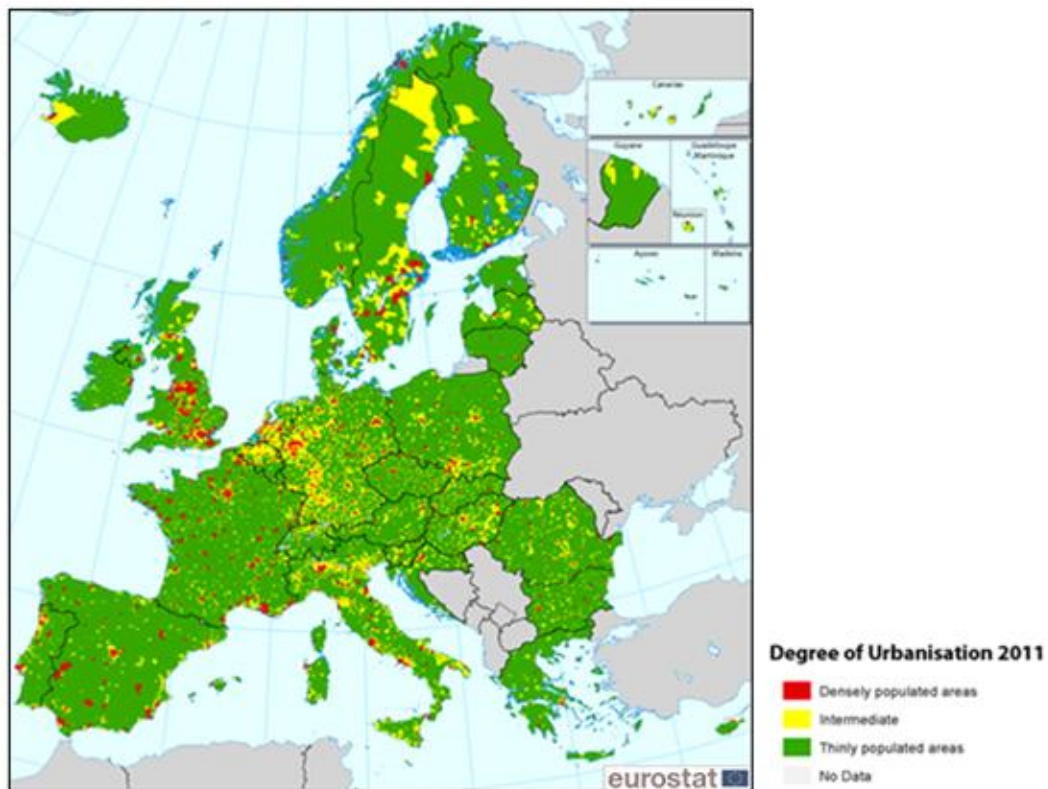 Canarias
Guyane
Guadeloupe
Martinique
Réunion
Açores
Madeira
Degree of Urbanisation 2011
Densely populated areas
Intermediate
Thinly populated areas
No Data
eurostat